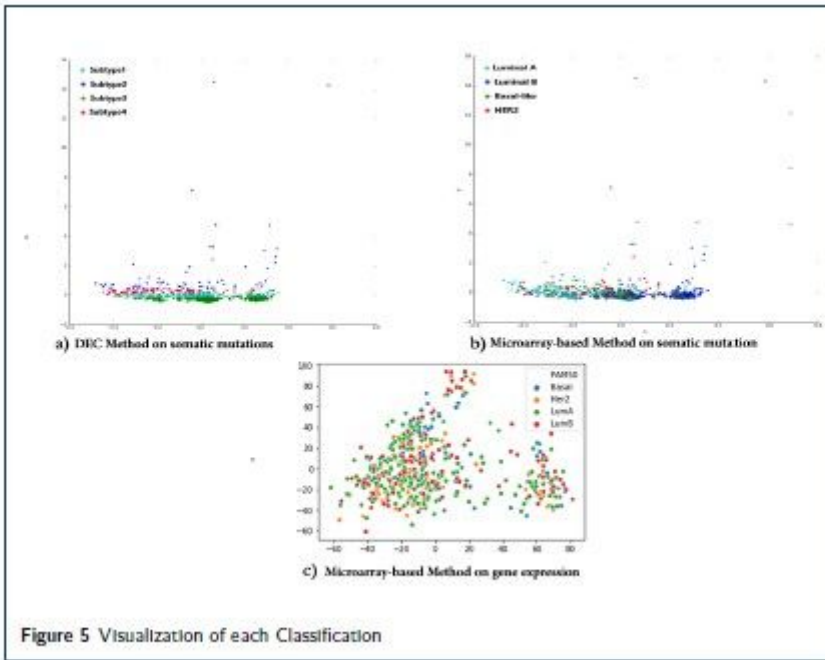 Subtype1
Subtype2
Subtype3
Subtype4
a) DEC Method on somatic mutations
Luminal A
Luminal B
Basal-like
HER2
b) Microarray-based Method on somatic mutation
100
80
60
40
20
0
−20
−40
−60
−60 −40 −20 0 20 40 60 80
PAM50
Basal
Her2
LumA
LumB
c) Microarray-based Method on gene expression
Figure 5 Visualization of each Classification